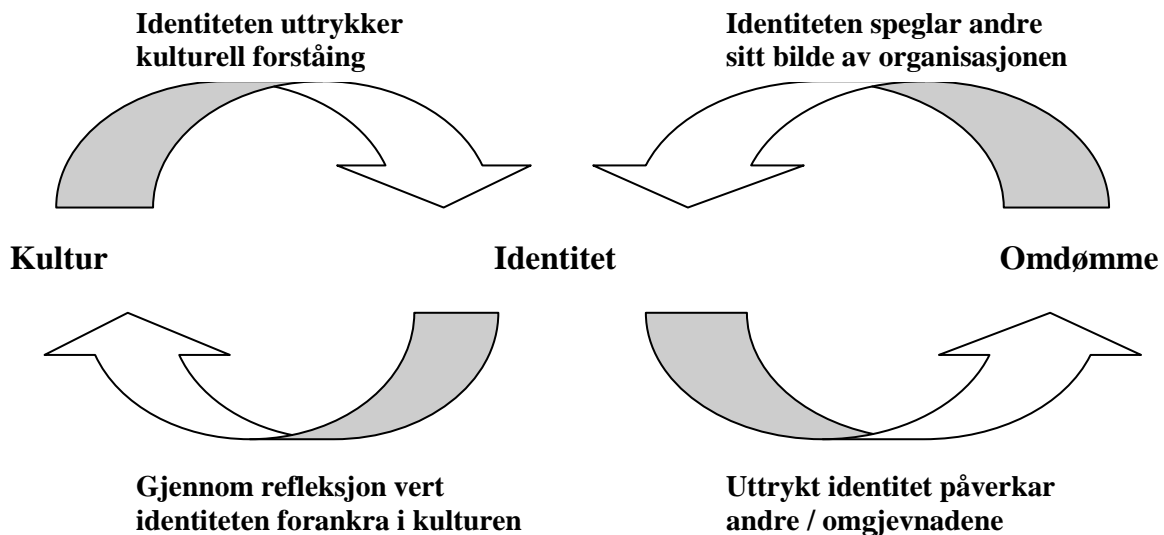 Identiteten uttrykker
kulturell forståing
Identiteten speglar andre
sitt bilde av organisasjonen
Kultur
Identitet
Omdømme
Gjennom refleksjon vert
identiteten forankra i kulturen
Uttrykt identitet påverkar
andre / omgjevnadene